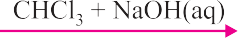 CHCl₃ + NaOH(aq)